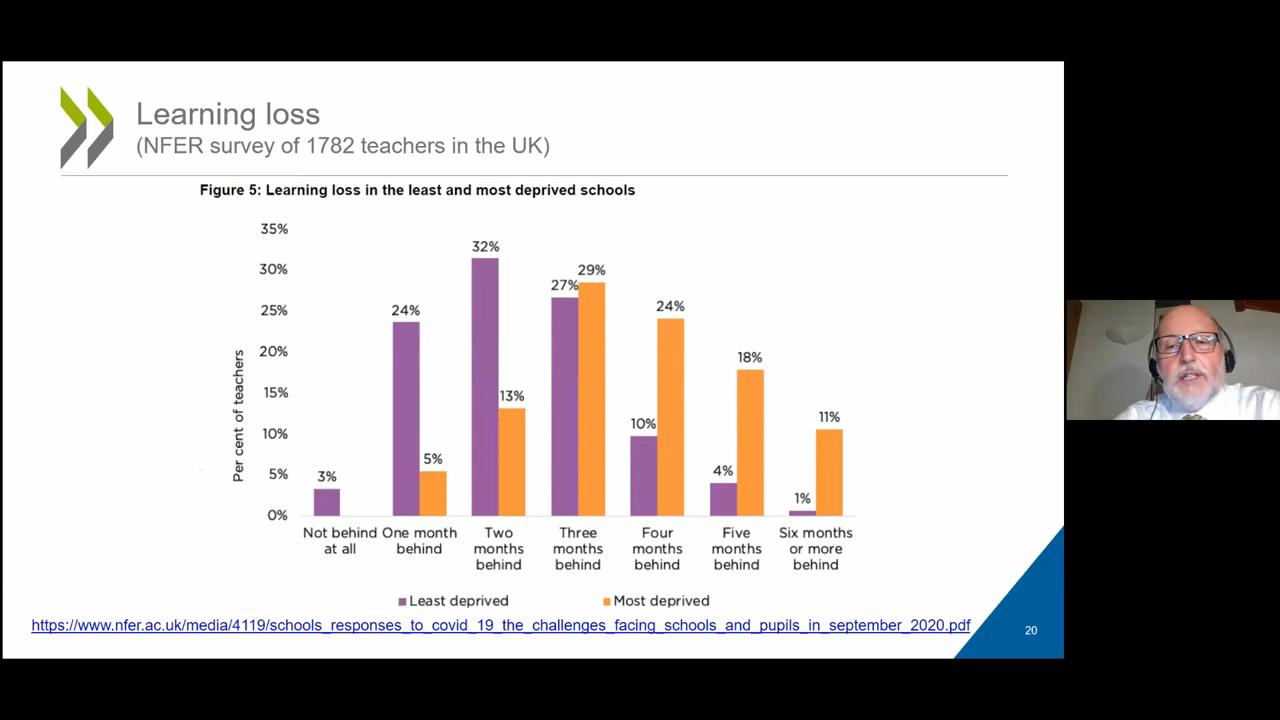 Learning loss
(NFER survey of 1782 teachers in the UK)
Figure 5: Learning loss in the least and most deprived schools
Per cent of teachers
35%
30%
25%
20%
15%
10%
5%
0%
3%
24%
5%
32%
13%
27%
29%
10%
24%
4%
18%
1%
11%
Not behind
at all
One month
behind
Two
months
behind
Three
months
behind
Four
months
behind
Five
months
behind
Six months
or more
behind
Least deprived
Most deprived
https://www.nfer.ac.uk/media/4119/schools_responses_to_covid_19_the_challenges_facing_schools_and_pupils_in_september_2020.pdf
20